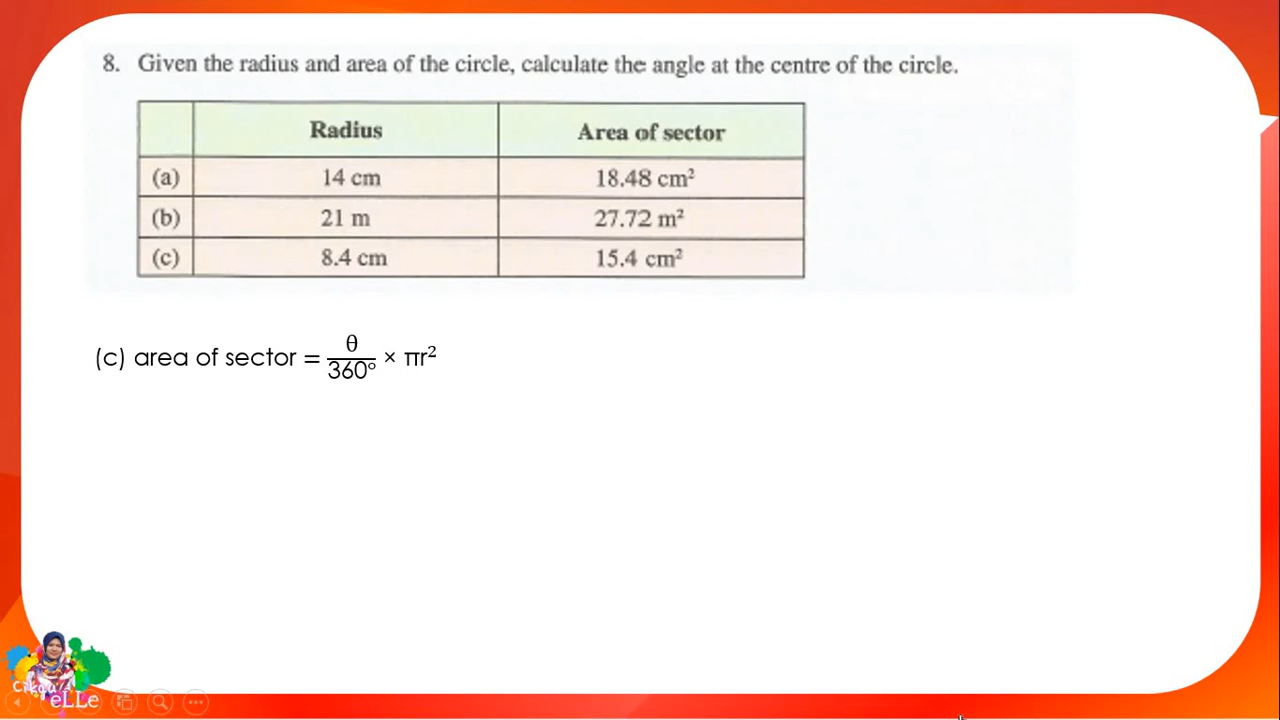 8. Given the radius and area of the circle, calculate the angle at the centre of the circle.
Radius Area of sector
(a) 14 cm 18.48 cm²
(b) 21 m 27.72 m²
(c) 8.4 cm 15.4 cm²
(c) area of sector = θ/360° × πr²
Cikgu
eLLe